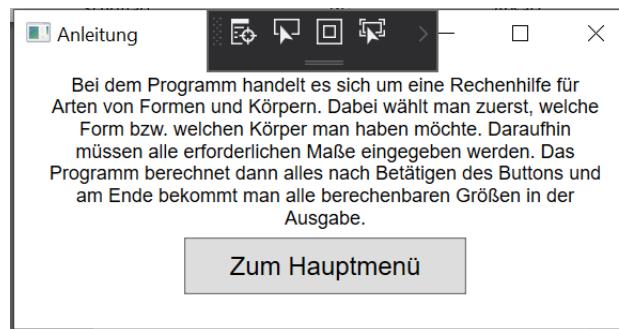 Anleitung
Bei dem Programm handelt es sich um eine Rechenhilfe für
Arten von Formen und Körpern. Dabei wählt man zuerst, welche
Form bzw. welchen Körper man haben möchte. Daraufhin
müssen alle erforderlichen Maße eingegeben werden. Das
Programm berechnet dann alles nach Betätigen des Buttons und
am Ende bekommt man alle berechenbaren Größen in der
Ausgabe.
Zum Hauptmenü